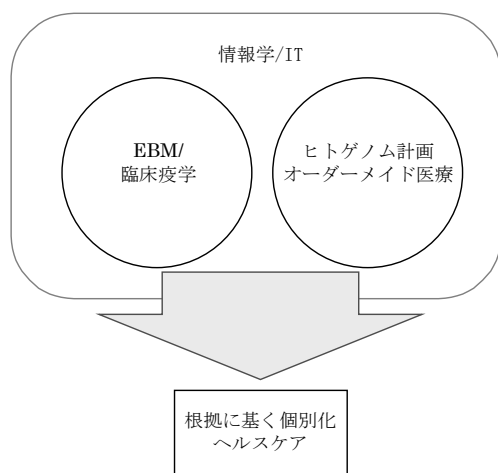 情報学/IT
EBM/
臨床疫学
ヒトゲノム計画
オーダーメイド医療
根拠に基く個別化
ヘルスケア